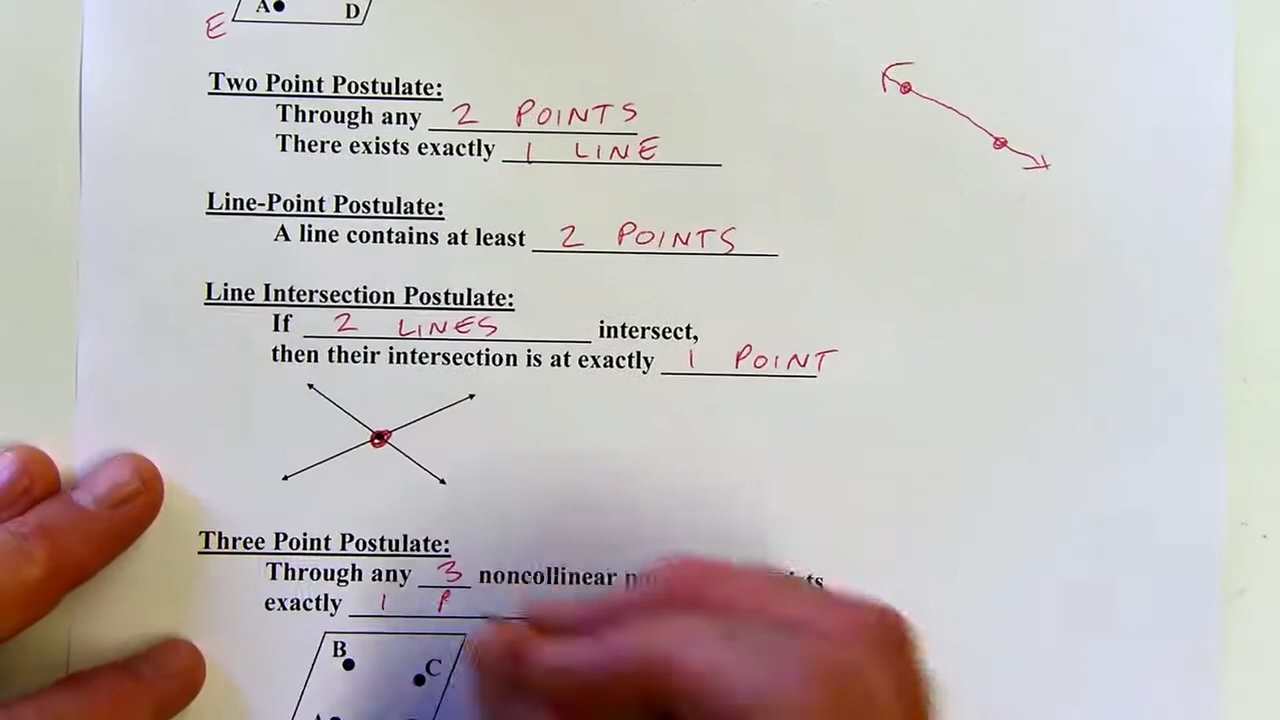 A D
E
Two Point Postulate:
Through any 2 POINTS
There exists exactly 1 LINE
Line-Point Postulate:
A line contains at least 2 POINTS
Line Intersection Postulate:
If 2 LINES intersect,
then their intersection is at exactly 1 POINT
Three Point Postulate:
Through any 3 noncollinear
exactly 1 P
B
C